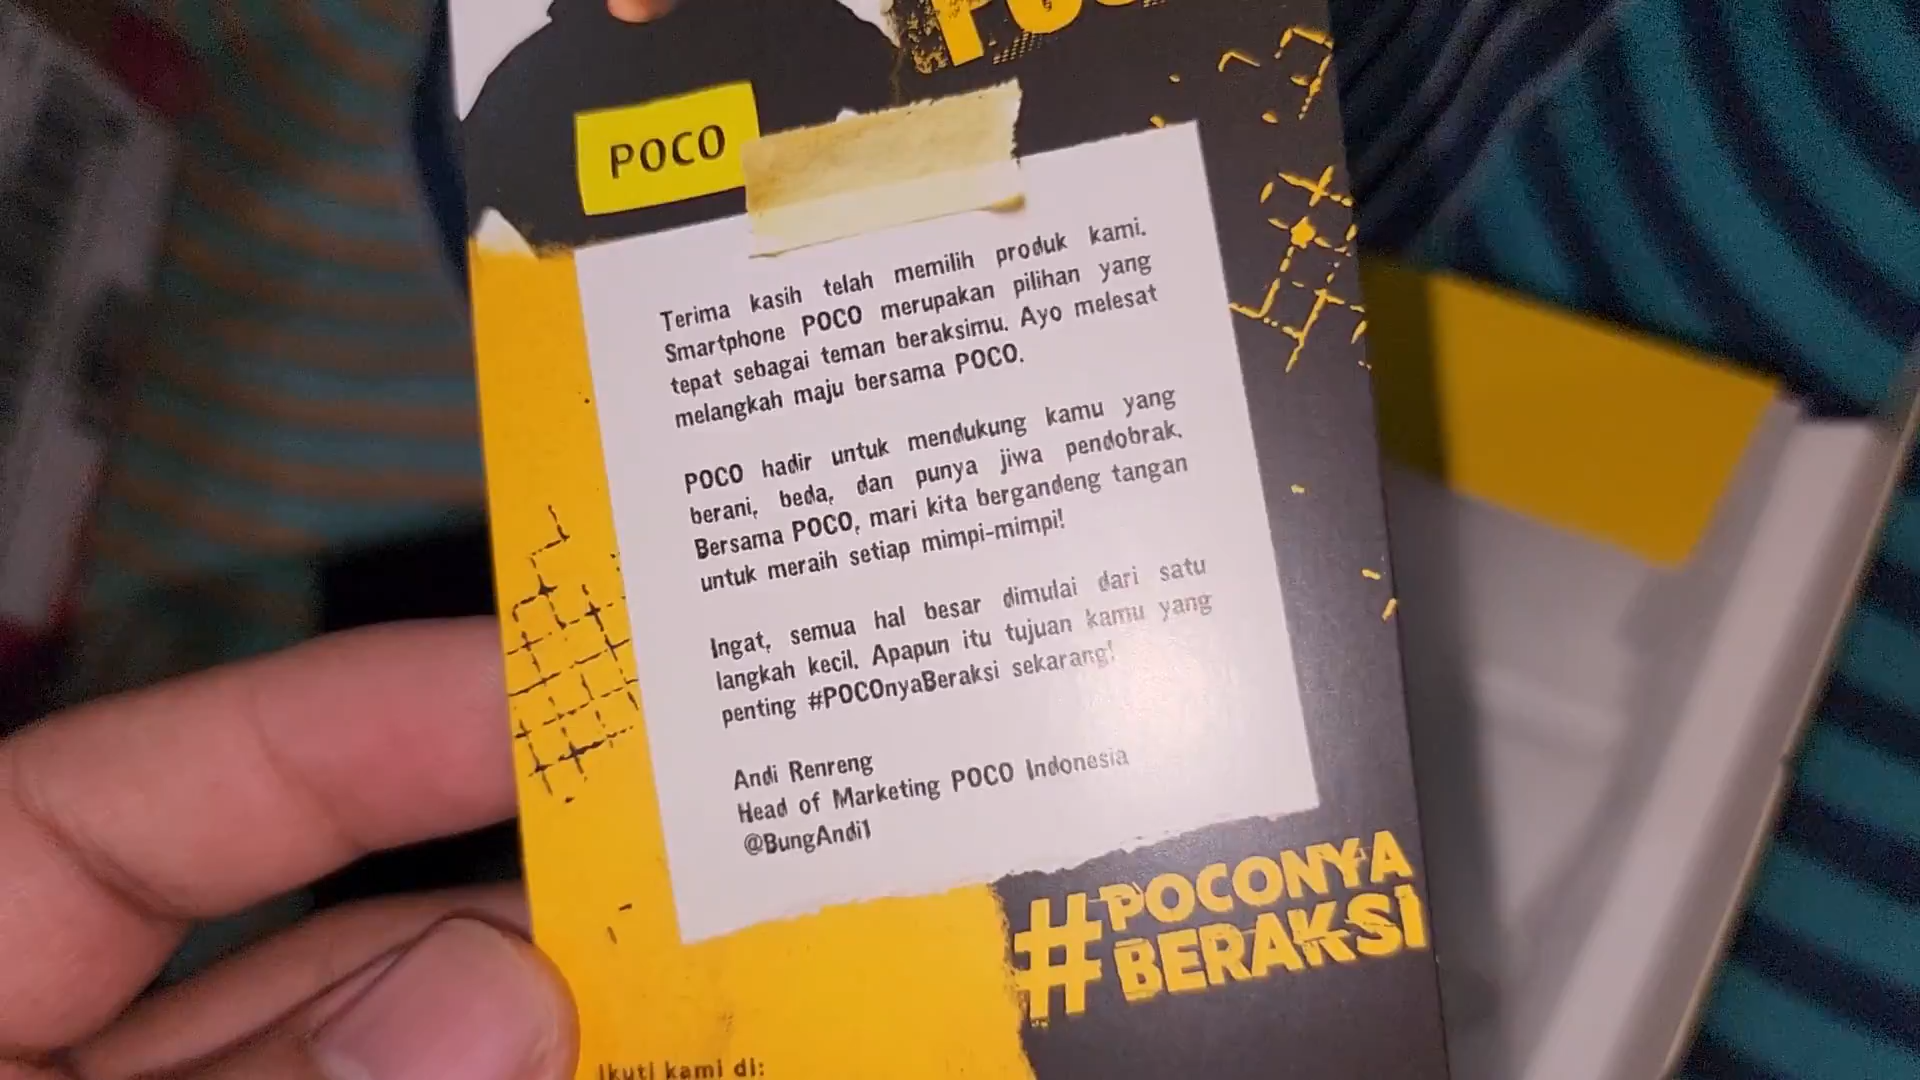 POCO
Terima kasih telah memilih produk kami.
Smartphone POCO merupakan pilihan yang
tepat sebagai teman beraksimu. Ayo melesat
melangkah maju bersama POCO.
POCO hadir untuk mendukung kamu yang
berani, beda, dan punya jiwa pendobrak.
Bersama POCO, mari kita bergandeng tangan
untuk meraih setiap mimpi-mimpi!
Ingat, semua hal besar dimulai dari satu
langkah kecil. Apapun itu tujuan kamu yang
penting #POCOnyaBeraksi sekarang!
Andi Renreng
Head of Marketing POCO Indonesia
@BungAndi1
#POCONYA
BERAKSI
Ikuti kami di: